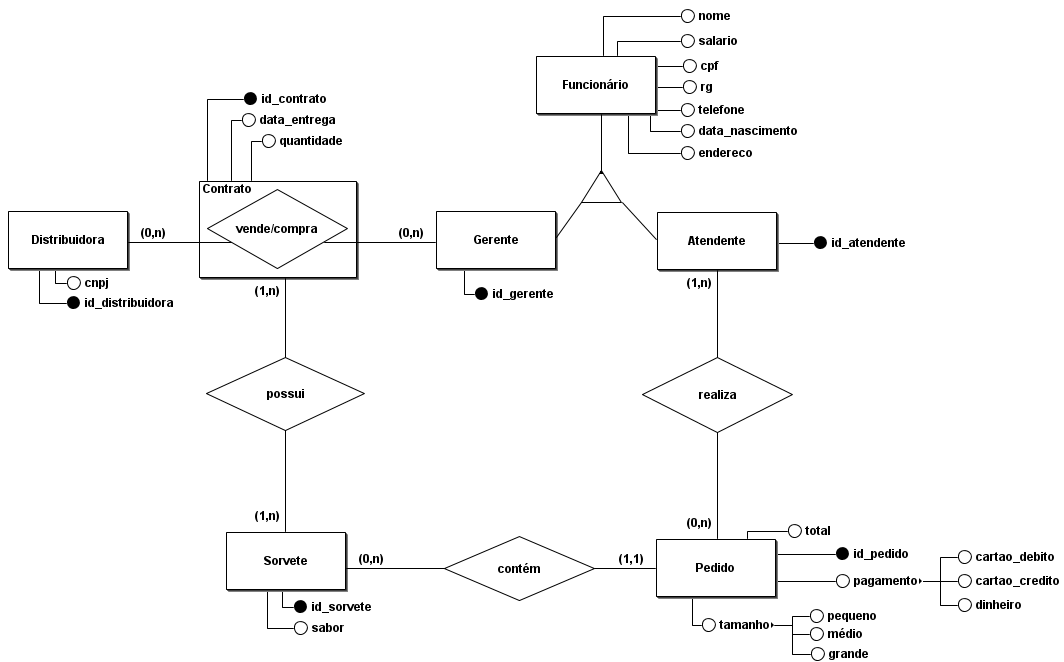 nome
salario
cpf
rg
telefone
data_nascimento
endereco
Funcionário
id_contrato
data_entrega
quantidade
Contrato
vende/compra
Distribuidora
(0,n)
(0,n)
Gerente
Atendente
id_atendente
cnpj
id_distribuidora
id_gerente
(1,n)
(1,n)
possui
realiza
(1,n)
(0,n)
Sorvete
(0,n)
contém
(1,1)
Pedido
total
id_pedido
pagamento
cartao_debito
cartao_credito
dinheiro
id_sorvete
sabor
tamanho
pequeno
médio
grande